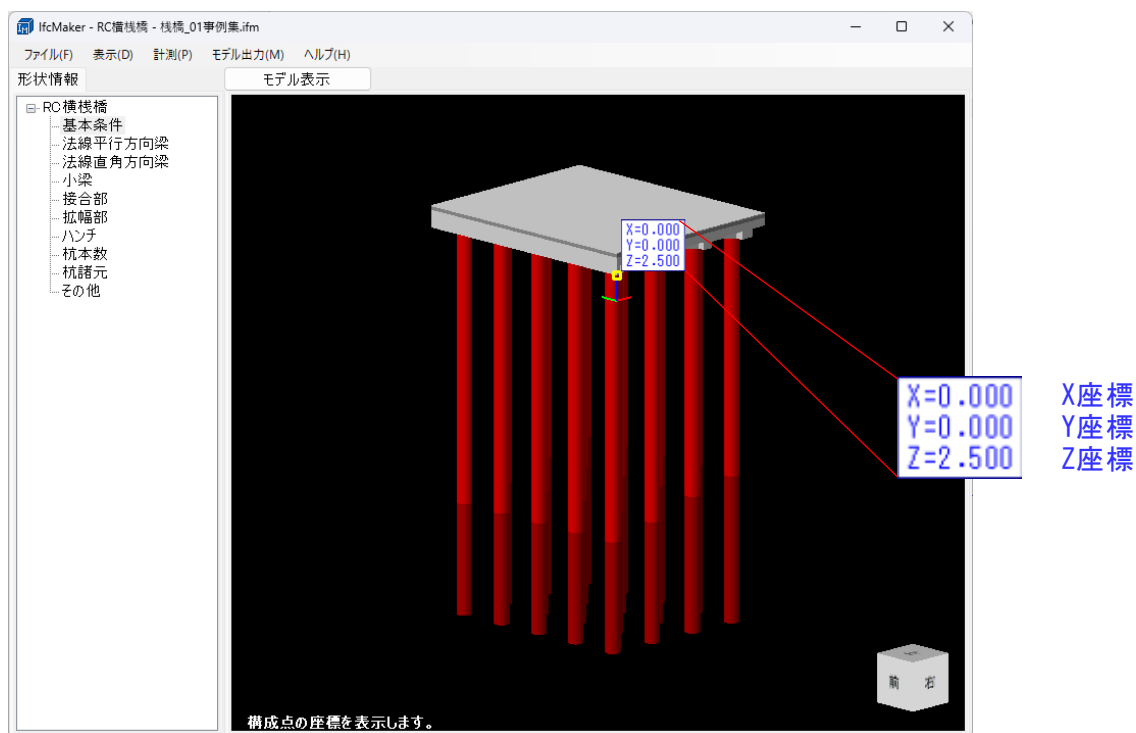 IfcMaker - RC横桟橋 - 桟橋_01事例集.ifm
ファイル(F) 表示(D) 計測(P) モデル出力(M) ヘルプ(H)
形状情報
モデル表示
RC横桟橋
基本条件
法線平行方向梁
法線直角方向梁
小梁
接合部
拡幅部
ハンチ
杭本数
杭諸元
その他
X=0.000
Y=0.000
Z=2.500
X=0.000 X座標
Y=0.000 Y座標
Z=2.500 Z座標
前 右
構成点の座標を表示します。